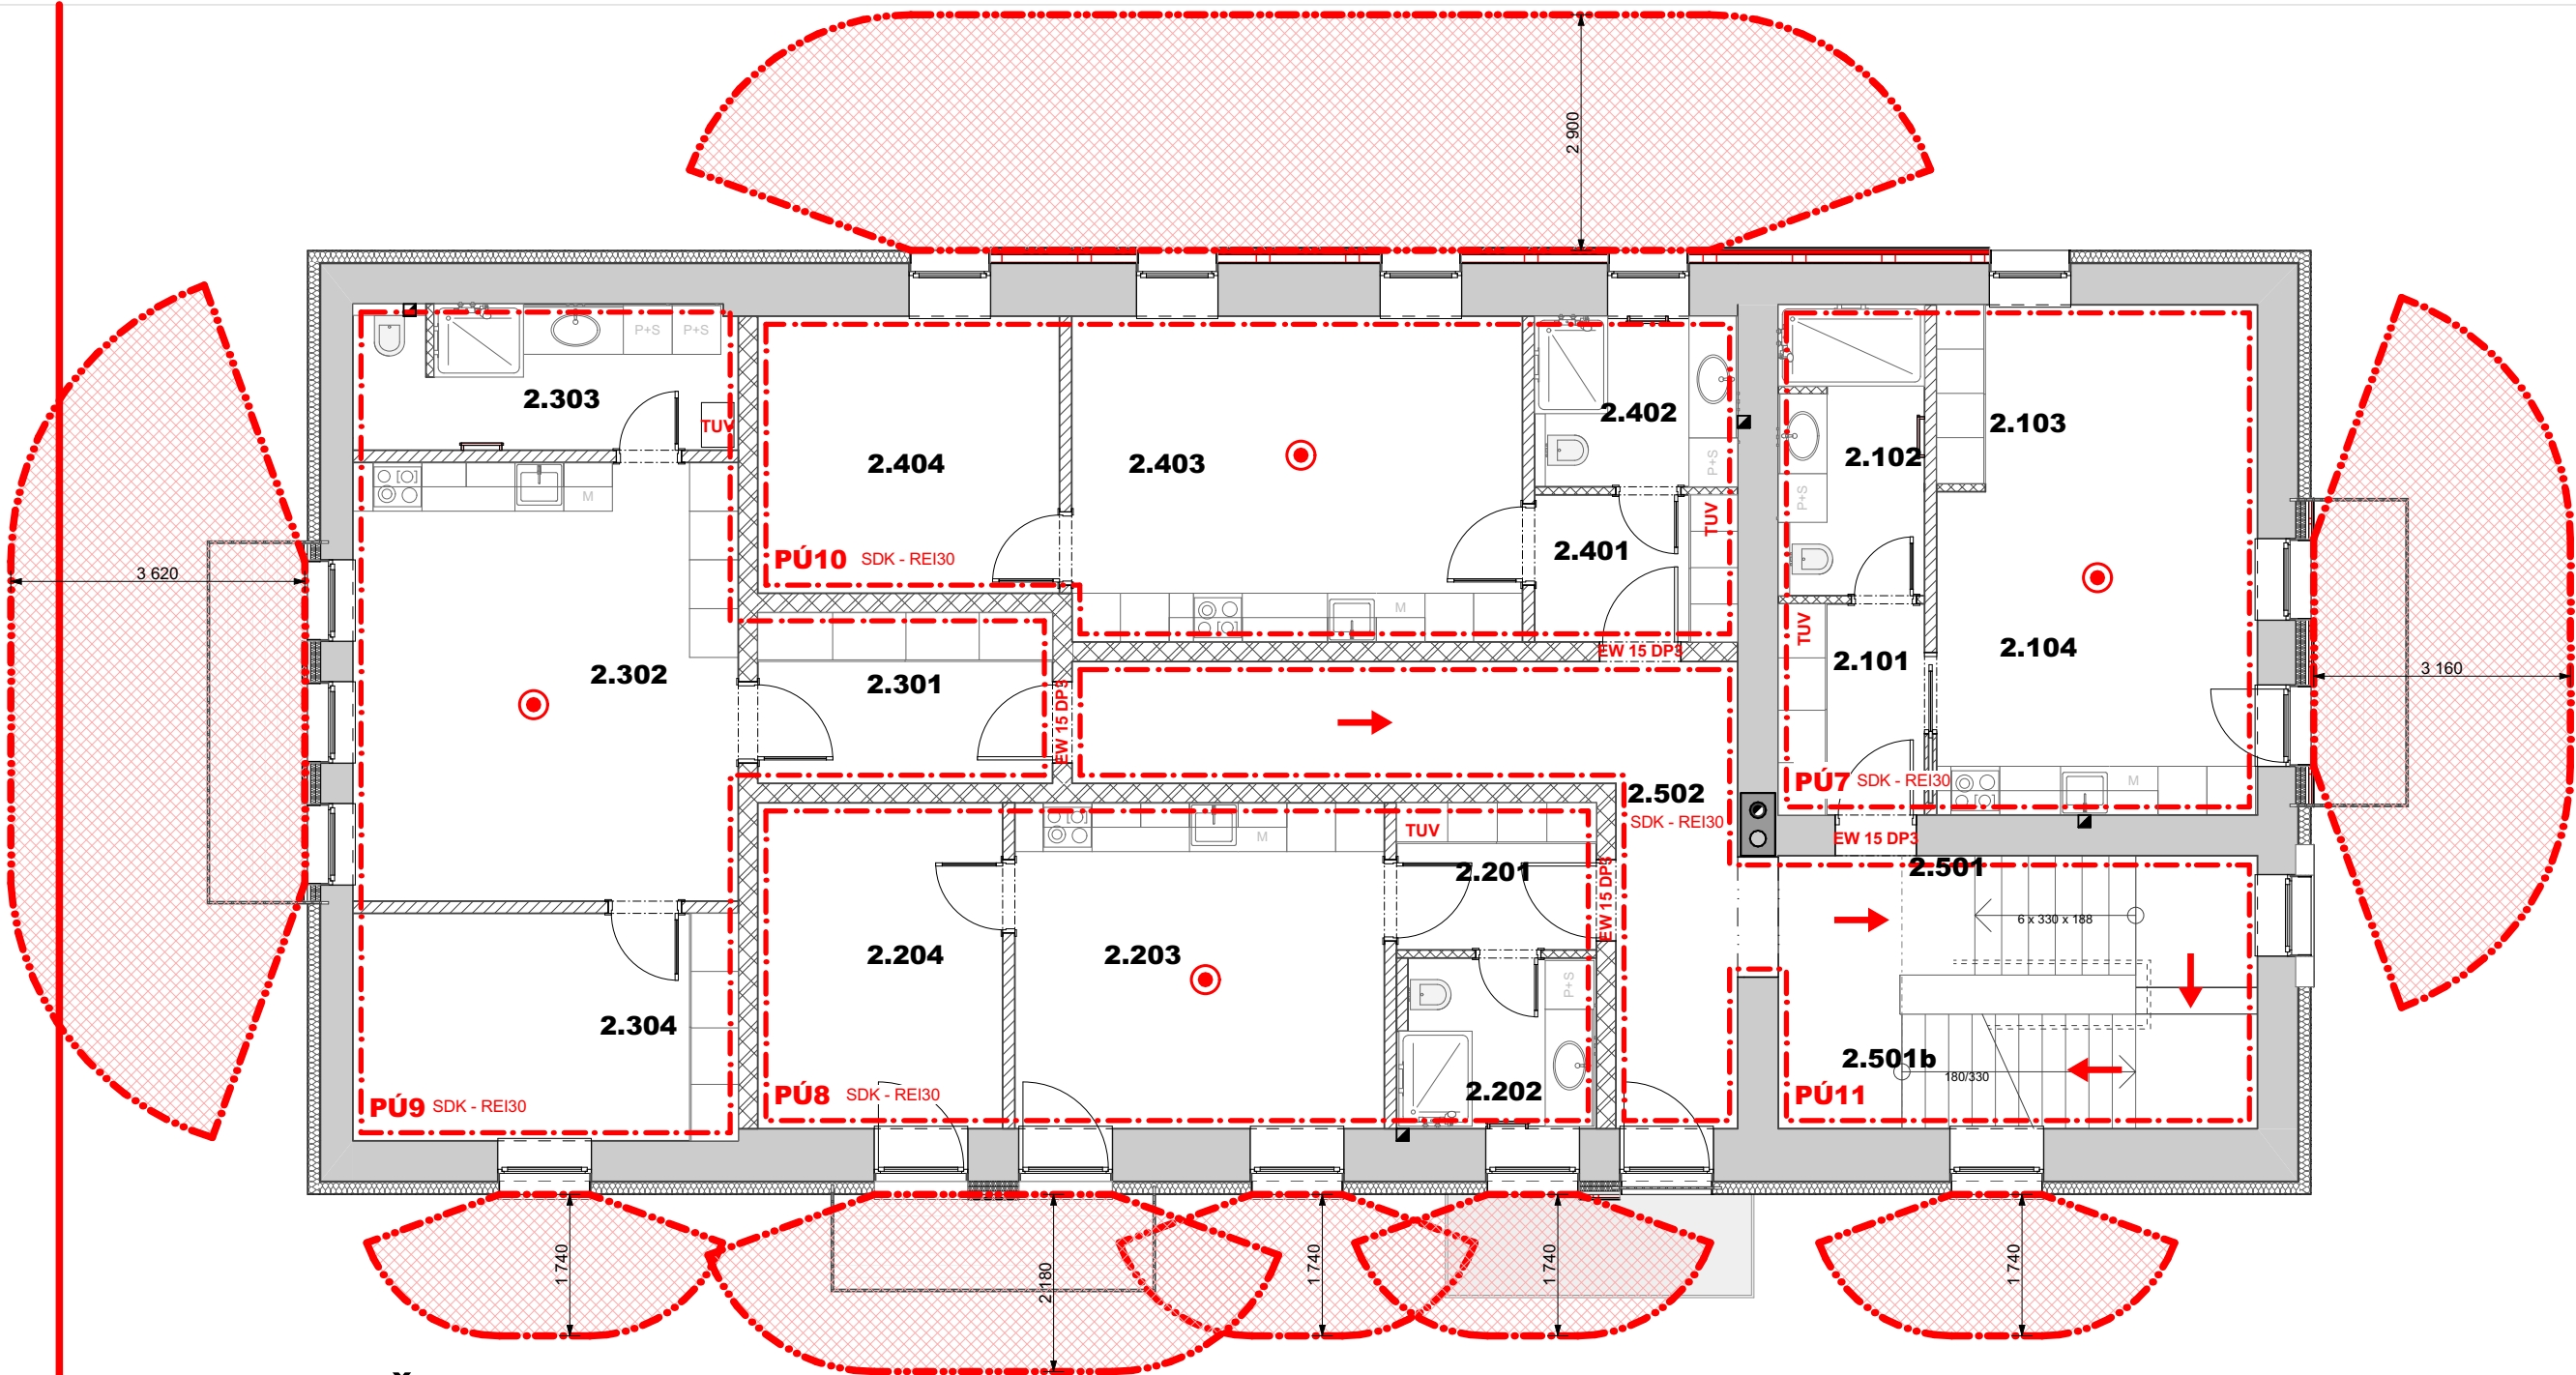 2 900
P+S
P+S
2.303
TUV
M
2.404
2.403
2.402
P+S
2.103
2.102
P+S
PÚ10
SDK - REI30
2.401
TUV
3 620
M
EW 15 DP3
2.302
2.301
EW 15 DP3
TUV
2.101
2.104
3 160
PÚ7
SDK - REI30
M
2.502
SDK - REI30
EW 15 DP3
2.501
TUV
M
2.201
EW 15 DP3
6 x 330 x 188
2.204
2.203
P+S
2.304
2.501b
180/330
2.202
PÚ9
SDK - REI30
PÚ8
SDK - REI30
PÚ11
1 740
2 180
1 740
1 740
1 740